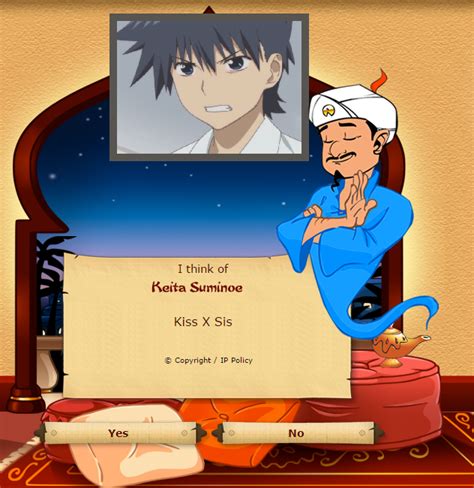 I think of
Keita Suminoe
Kiss X Sis
© Copyright / IP Policy
Yes
No